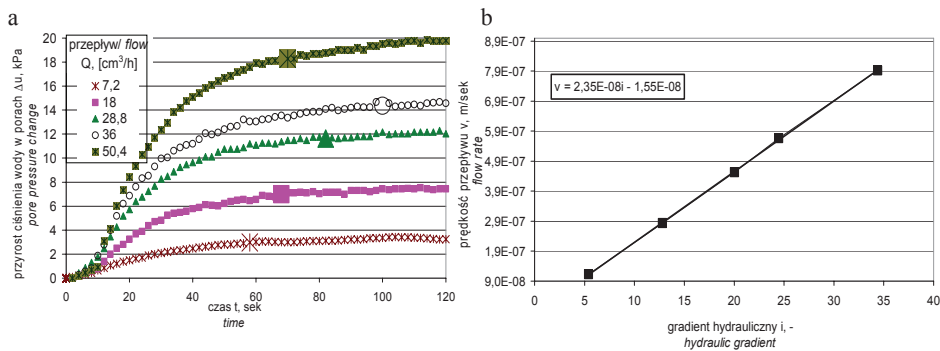 a
przyrost ciśnienia wody w porach Δu, kPa
pore pressure change
20
18
16
14
12
10
8
6
4
2
0
przepływ/ flow
Q, [cm³/h]
7,2
18
28,8
36
50,4
0
20
40
60
80
100
120
czas t, sek
time
b
prędkość przepływu v, m/sek
flow rate
8,9E-07
7,9E-07
6,9E-07
5,9E-07
4,9E-07
3,9E-07
2,9E-07
1,9E-07
9,0E-08
v = 2,35E-08i - 1,55E-08
0
5
10
15
20
25
30
35
40
gradient hydrauliczny i, -
hydraulic gradient